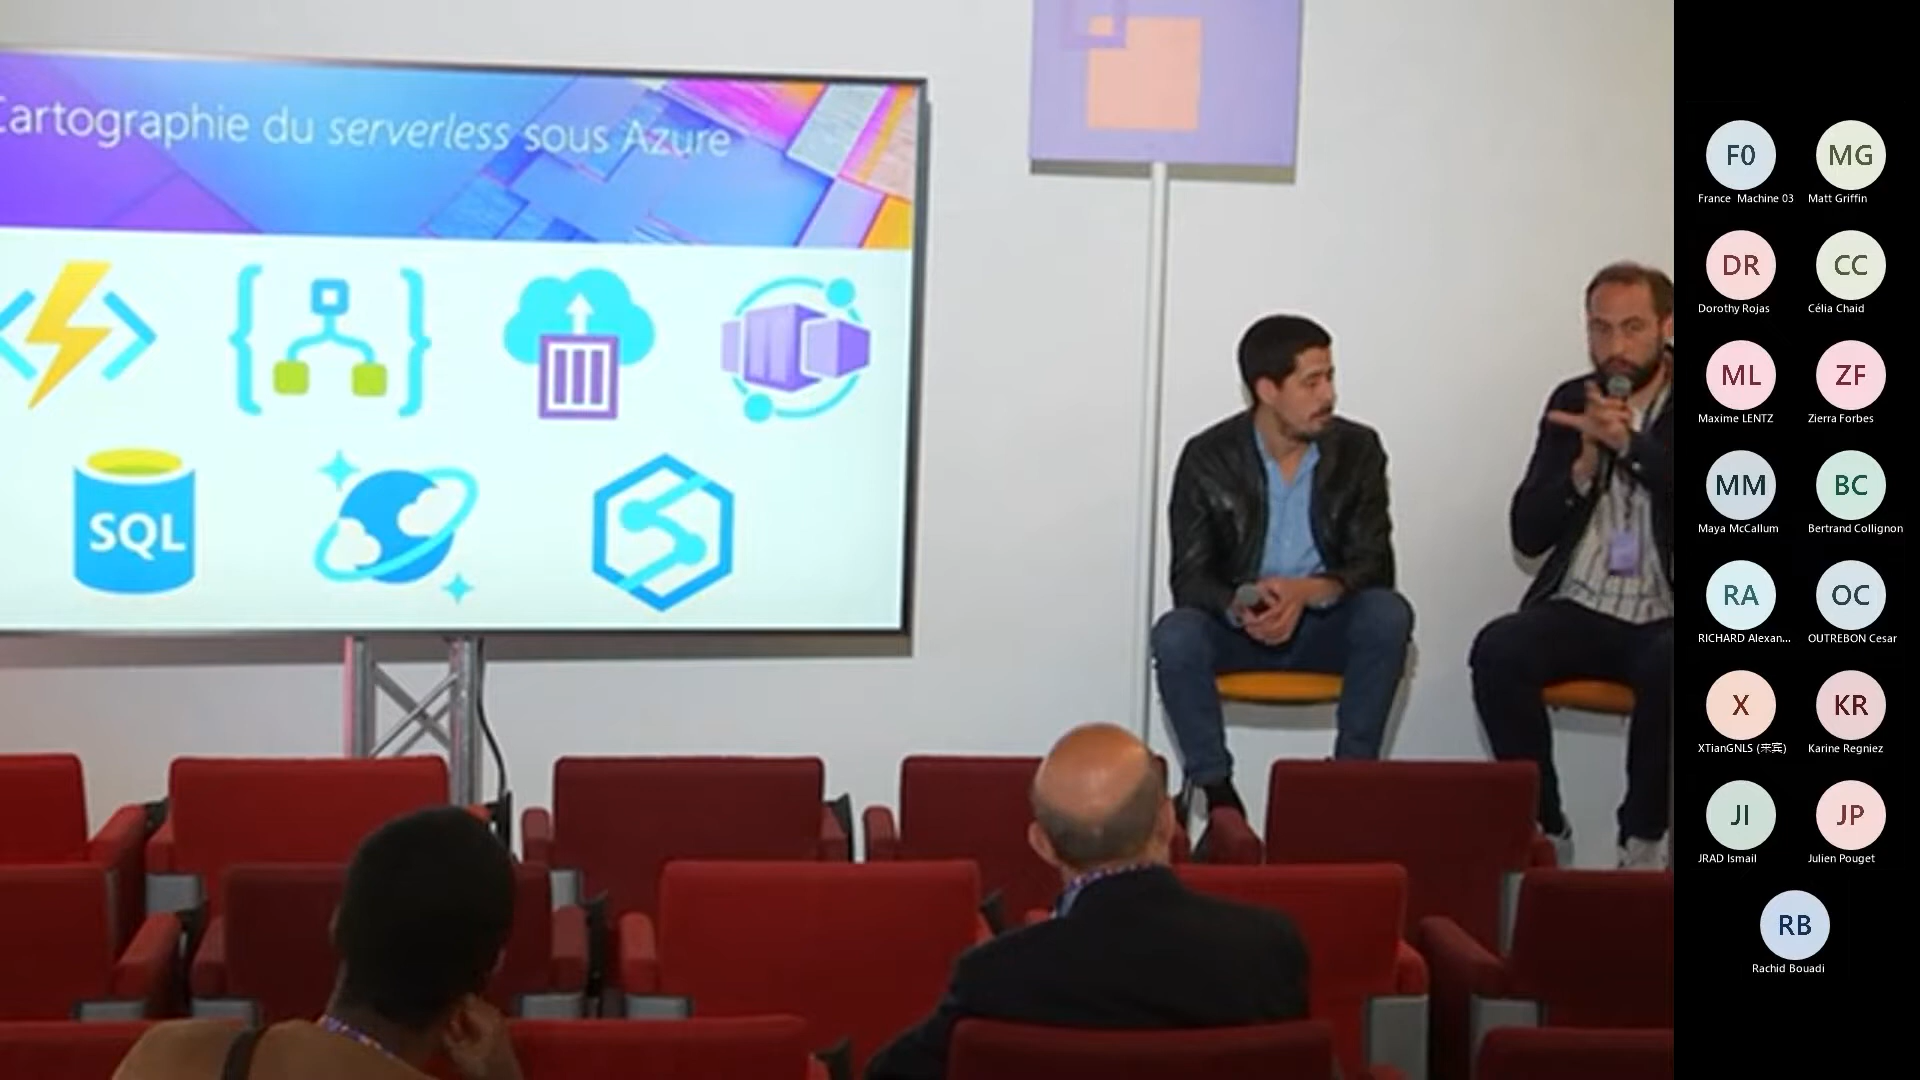 Cartographie du serverless sous Azure
SQL
F0
MG
France Machine 03
Matt Griffin
DR
CC
Dorothy Rojas
Célia Chaid
ML
ZF
Maxime LENTZ
Zierra Forbes
MM
BC
Maya McCallum
Bertrand Collignon
RA
OC
RICHARD Alexan...
OUTREBON Cesar
X
KR
XTianGNLS (来宾)
Karine Regniez
JI
JP
JRAD Ismail
Julien Pouget
RB
Rachid Bouadi